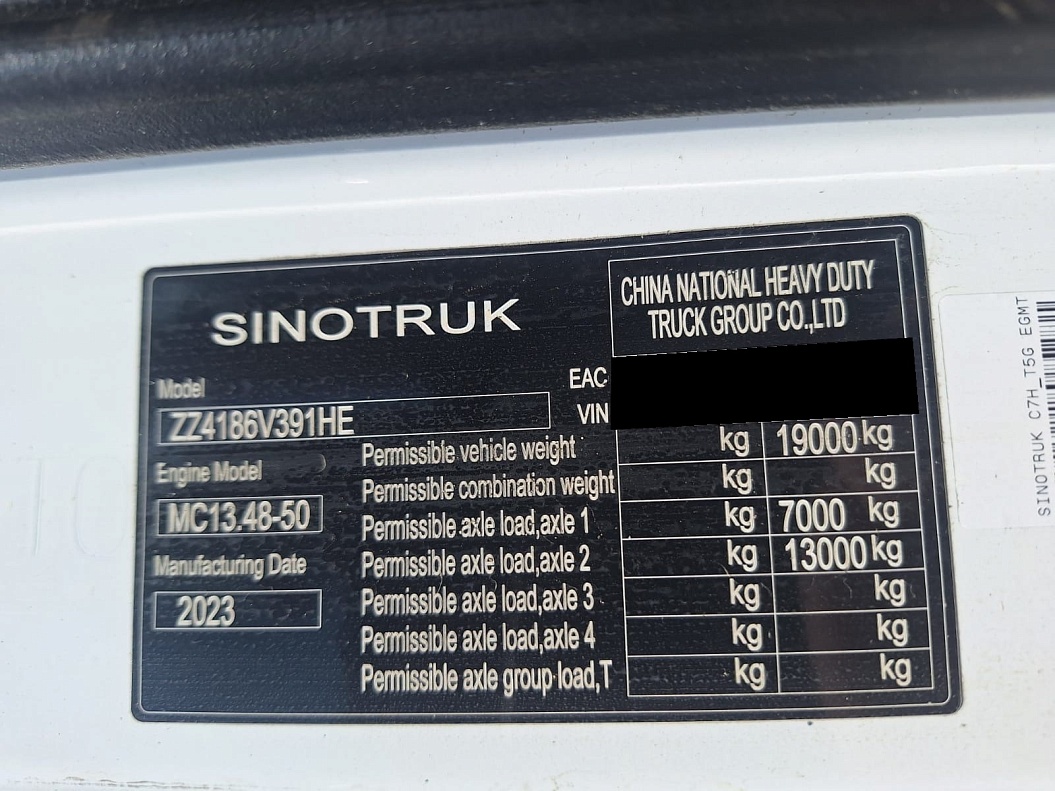 SINOTRUK
CHINA NATIONAL HEAVY DUTY
TRUCK GROUP CO.,LTD
EAC
VIN
Model
ZZ4186V391HE
Engine Model
MC13.48-50
Manufacturing Date
2023
Permissible vehicle weight kg 19000 kg
Permissible combination weight kg kg
Permissible axle load,axle 1 kg 7000 kg
Permissible axle load,axle 2 kg 13000 kg
Permissible axle load,axle 3 kg kg
Permissible axle load,axle 4 kg kg
Permissible axle group load,T kg kg
SINOTRUK C7H_T5G EGMT